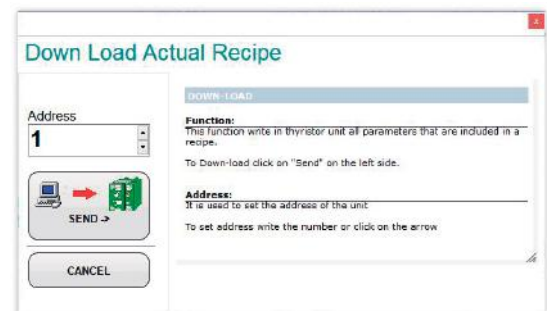 x
Down Load Actual Recipe
Address
1
SEND ->
CANCEL
DOWN-LOAD
Function:
This function write in thyristor unit all parameters that are included in a
recipe.
To Down-load click on "Send" on the left side.
Address:
It is used to set the address of the unit
To set address write the number or click on the arrow